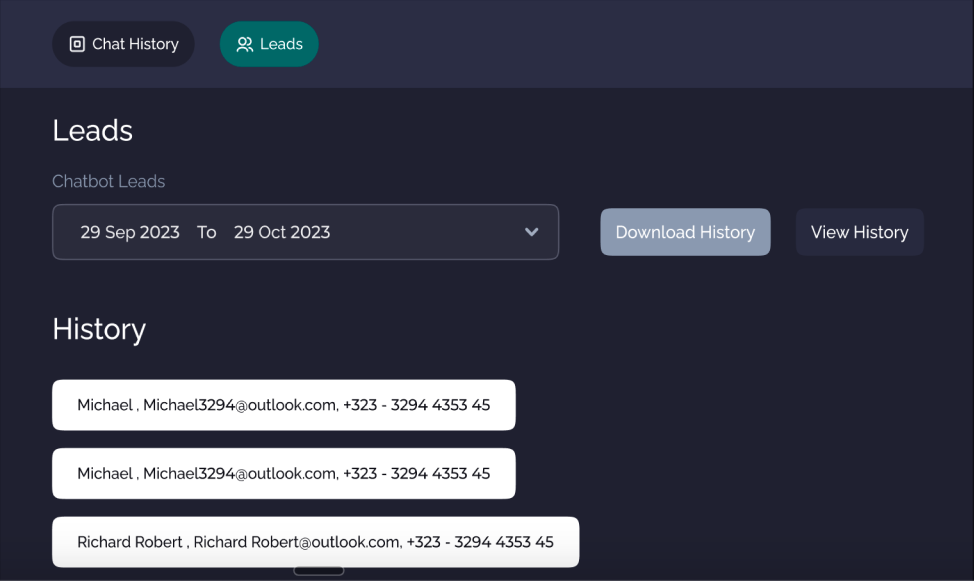 Chat History
Leads
Leads
Chatbot Leads
29 Sep 2023 To 29 Oct 2023
Download History
View History
History
Michael , Michael3294@outlook.com, +323 - 3294 4353 45
Michael , Michael3294@outlook.com, +323 - 3294 4353 45
Richard Robert , Richard Robert@outlook.com, +323 - 3294 4353 45